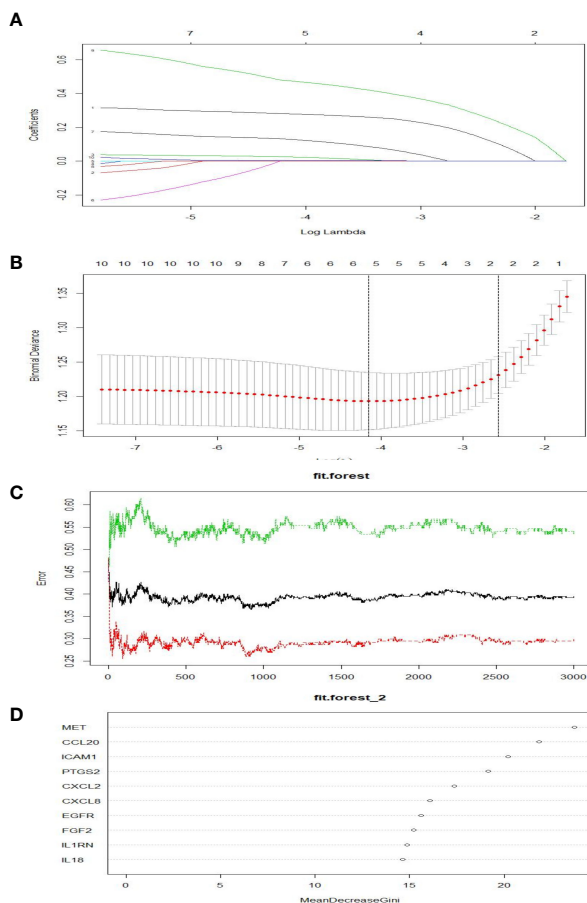 A
7 5 4 2
Coefficients
0.6
0.4
0.2
0.0
-0.2
-5 -4 -3 -2
Log Lambda
B
10 10 10 10 10 10 9 8 7 6 6 6 5 5 5 4 3 2 2 2 1
Binomial Deviance
1.35
1.30
1.25
1.20
1.15
-7 -6 -5 -4 -3 -2
fit.forest
C
Error
0.60
0.55
0.50
0.45
0.40
0.35
0.30
0.25
0 500 1000 1500 2000 2500 3000
fit.forest_2
D
MET
CCL20
ICAM1
PTGS2
CXCL2
CXCL8
EGFR
FGF2
IL1RN
IL18
0 5 10 15 20
MeanDecreaseGini